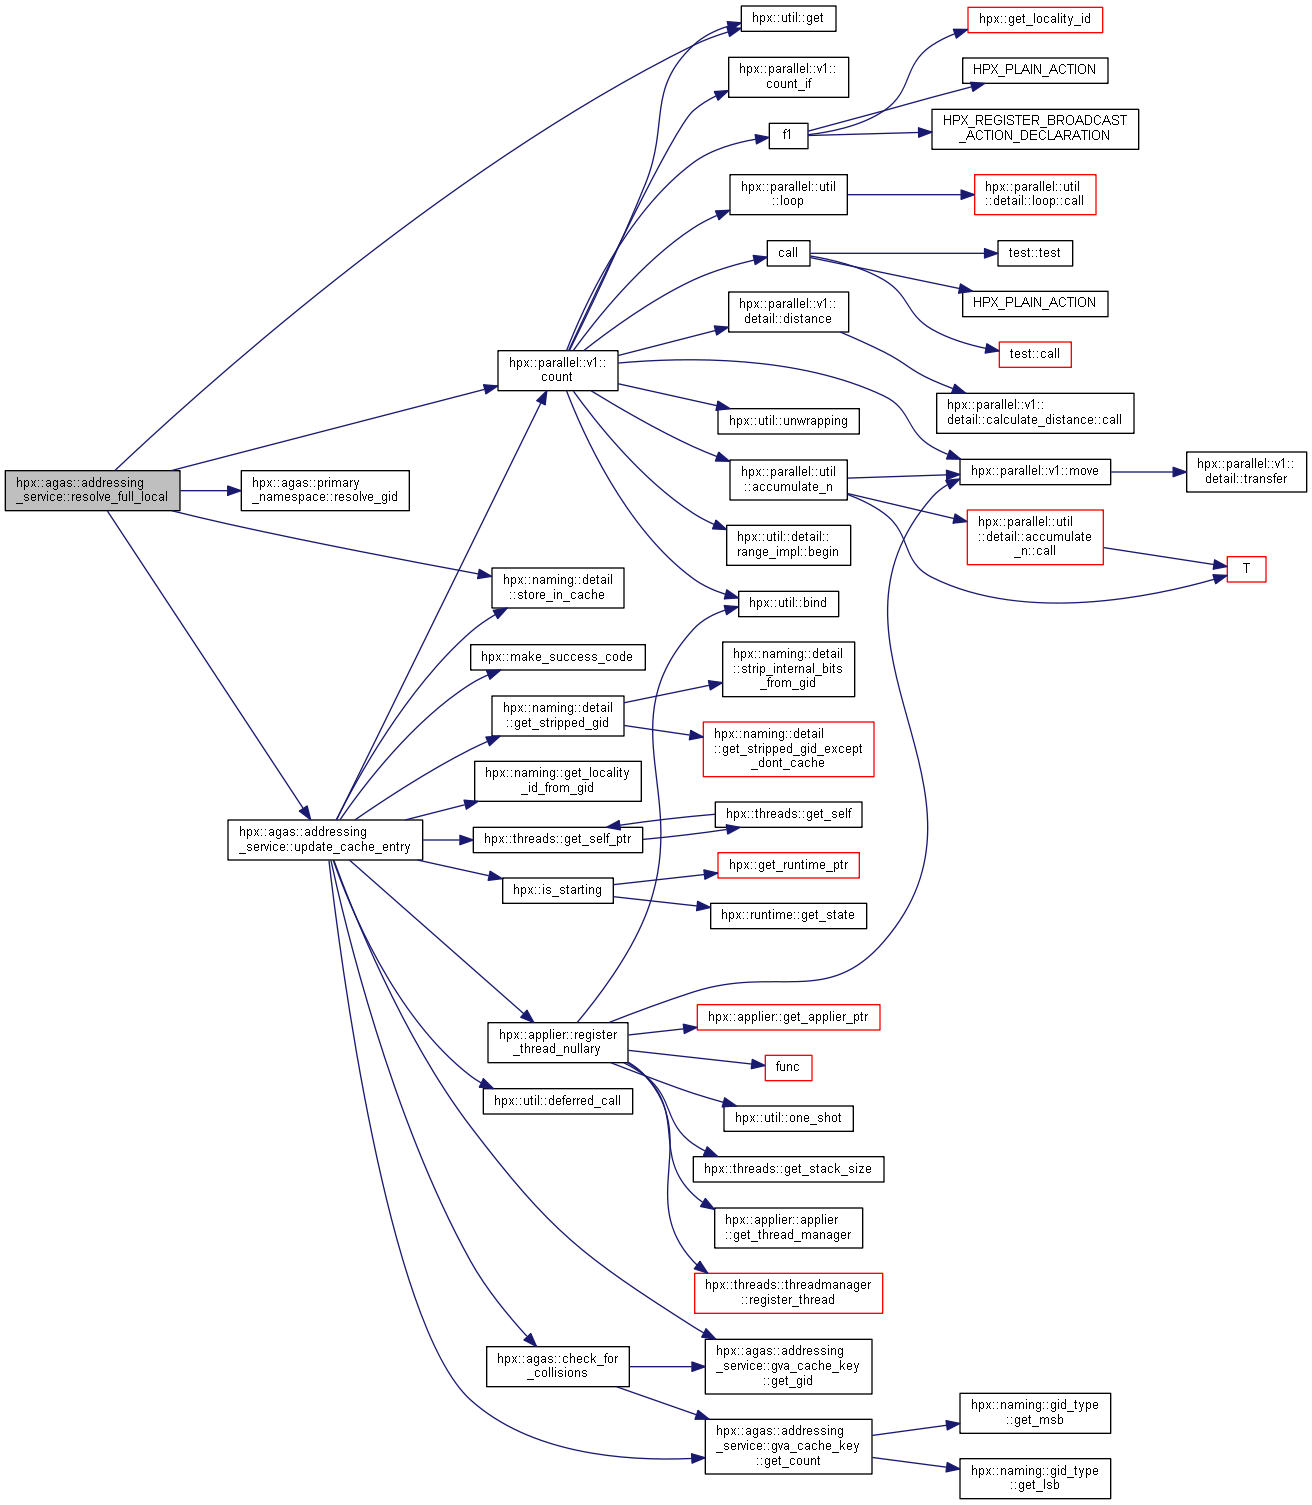 hpx::util::get
hpx::get_locality_id
hpx::parallel::v1::
count_if
HPX_PLAIN_ACTION
f1
HPX_REGISTER_BROADCAST
_ACTION_DECLARATION
hpx::parallel::util
::loop
hpx::parallel::util
::detail::loop::call
call
test::test
hpx::parallel::v1::
detail::distance
HPX_PLAIN_ACTION
hpx::parallel::v1::
count
test::call
hpx::util::unwrapping
hpx::parallel::v1::
detail::calculate_distance::call
hpx::agas::addressing
_service::resolve_full_local
hpx::agas::primary
_namespace::resolve_gid
hpx::parallel::util
::accumulate_n
hpx::parallel::v1::move
hpx::parallel::v1::
detail::transfer
hpx::util::detail::
range_impl::begin
hpx::parallel::util
::detail::accumulate
_n::call
T
hpx::naming::detail
::store_in_cache
hpx::util::bind
hpx::make_success_code
hpx::naming::detail
::strip_internal_bits
_from_gid
hpx::naming::detail
::get_stripped_gid
hpx::naming::detail
::get_stripped_gid_except
_dont_cache
hpx::naming::get_locality
_id_from_gid
hpx::agas::addressing
_service::update_cache_entry
hpx::threads::get_self_ptr
hpx::threads::get_self
hpx::is_starting
hpx::get_runtime_ptr
hpx::runtime::get_state
hpx::applier::register
_thread_nullary
hpx::applier::get_applier_ptr
func
hpx::util::deferred_call
hpx::util::one_shot
hpx::threads::get_stack_size
hpx::applier::applier
::get_thread_manager
hpx::threads::threadmanager
::register_thread
hpx::agas::check_for
_collisions
hpx::agas::addressing
_service::gva_cache_key
::get_gid
hpx::agas::addressing
_service::gva_cache_key
::get_count
hpx::naming::gid_type
::get_msb
hpx::naming::gid_type
::get_lsb